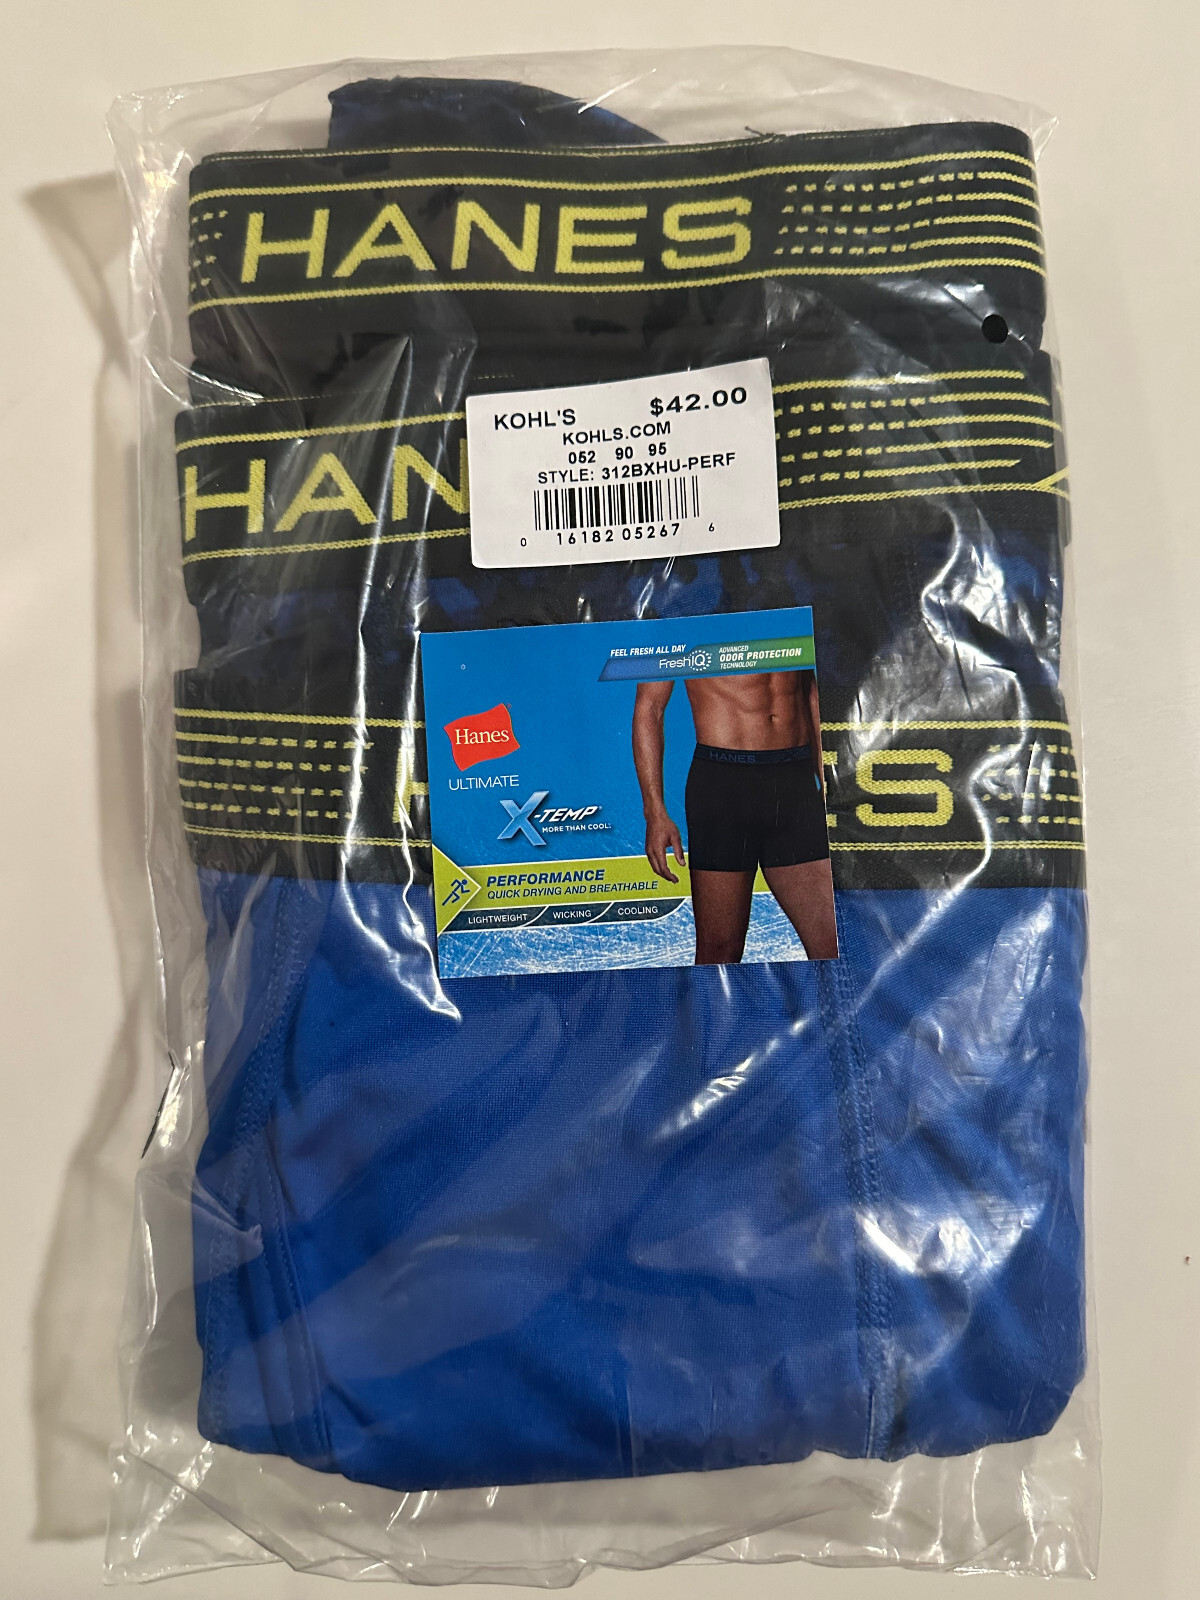 HANES
HAN
KOHL'S $42.00
KOHLS.COM
052 90 95
STYLE: 312BXHU-PERF
0 16182 05267 6
FEEL FRESH ALL DAY
FreshIQ
ADVANCED
ODOR PROTECTION
TECHNOLOGY
Hanes
ULTIMATE
X-TEMP
MORE THAN COOL
HANES
PERFORMANCE
QUICK DRYING AND BREATHABLE
LIGHTWEIGHT WICKING COOLING
ES